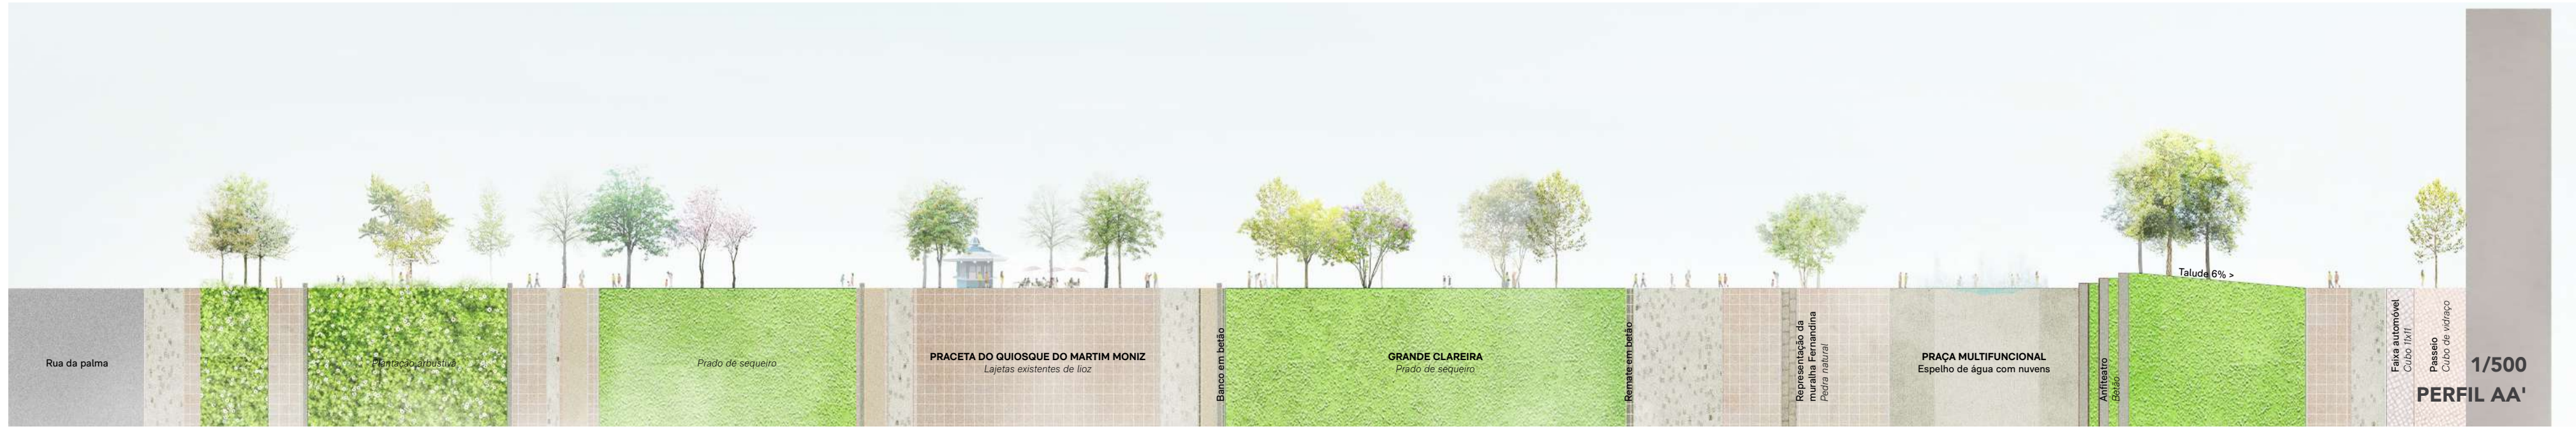 Rua da palma
Plantação arbustiva
Prado de sequeiro
PRACETA DO QUIOSQUE DO MARTIM MONIZ
Lajetas existentes de lioz
Banco em betão
GRANDE CLAREIRA
Prado de sequeiro
Remate em betão
Representação da
muralha Fernandina
Pedra natural
PRAÇA MULTIFUNCIONAL
Espelho de água com nuvens
Anfiteatro
Betão
Talude 6% >
Faixa automóvel
Cubo 11x11
Passeio
Cubo de vidraço
1/500
PERFIL AA'